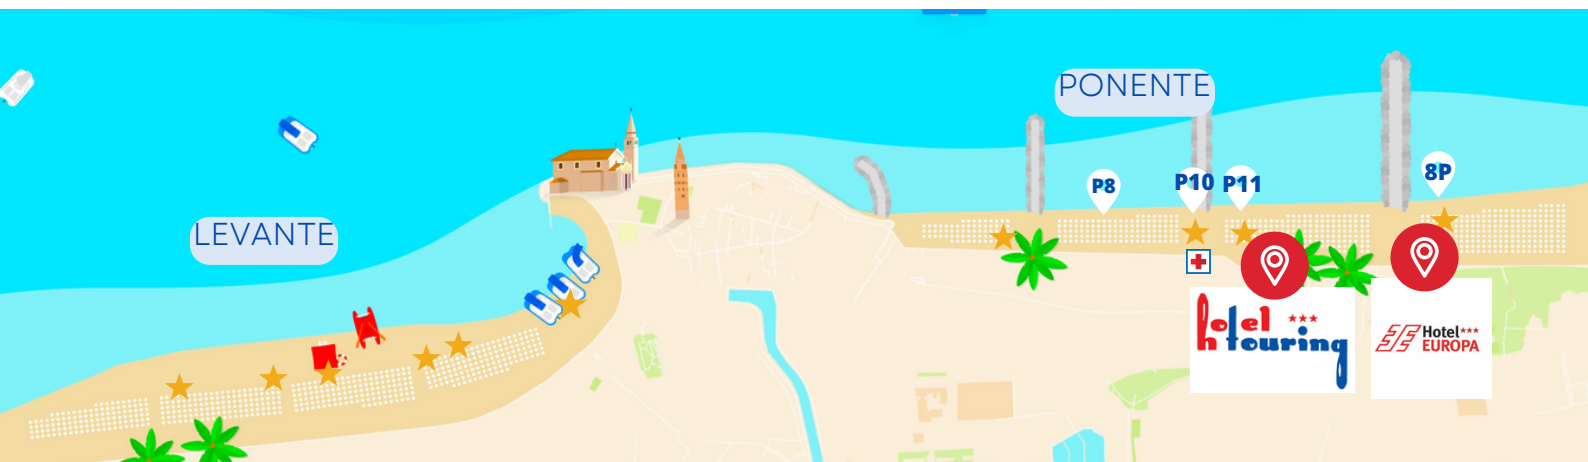 PONENTE
P8
P10
P11
8P
LEVANTE
hotel ***
touring
Hotel***
EUROPA